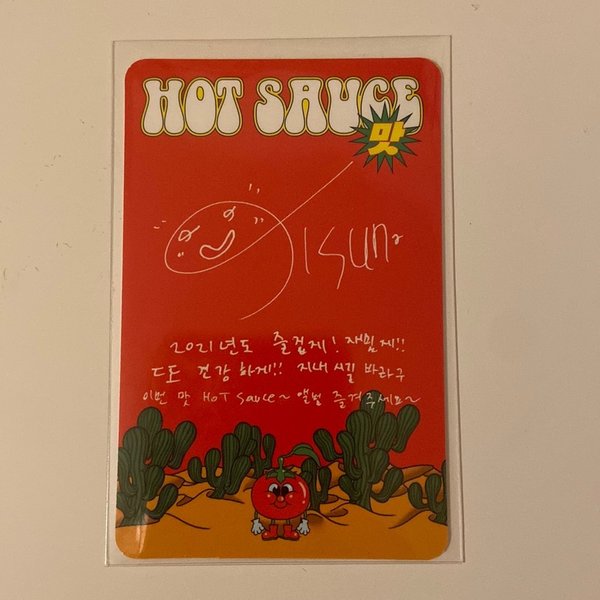 HOT SAUCE
맛
Jisung
2021년도 즐겁게! 재밌게!!
더 건강하게!! 지내시길 바라구
이번 맛 HOT Sauce~ 앨범 즐겨주세요~